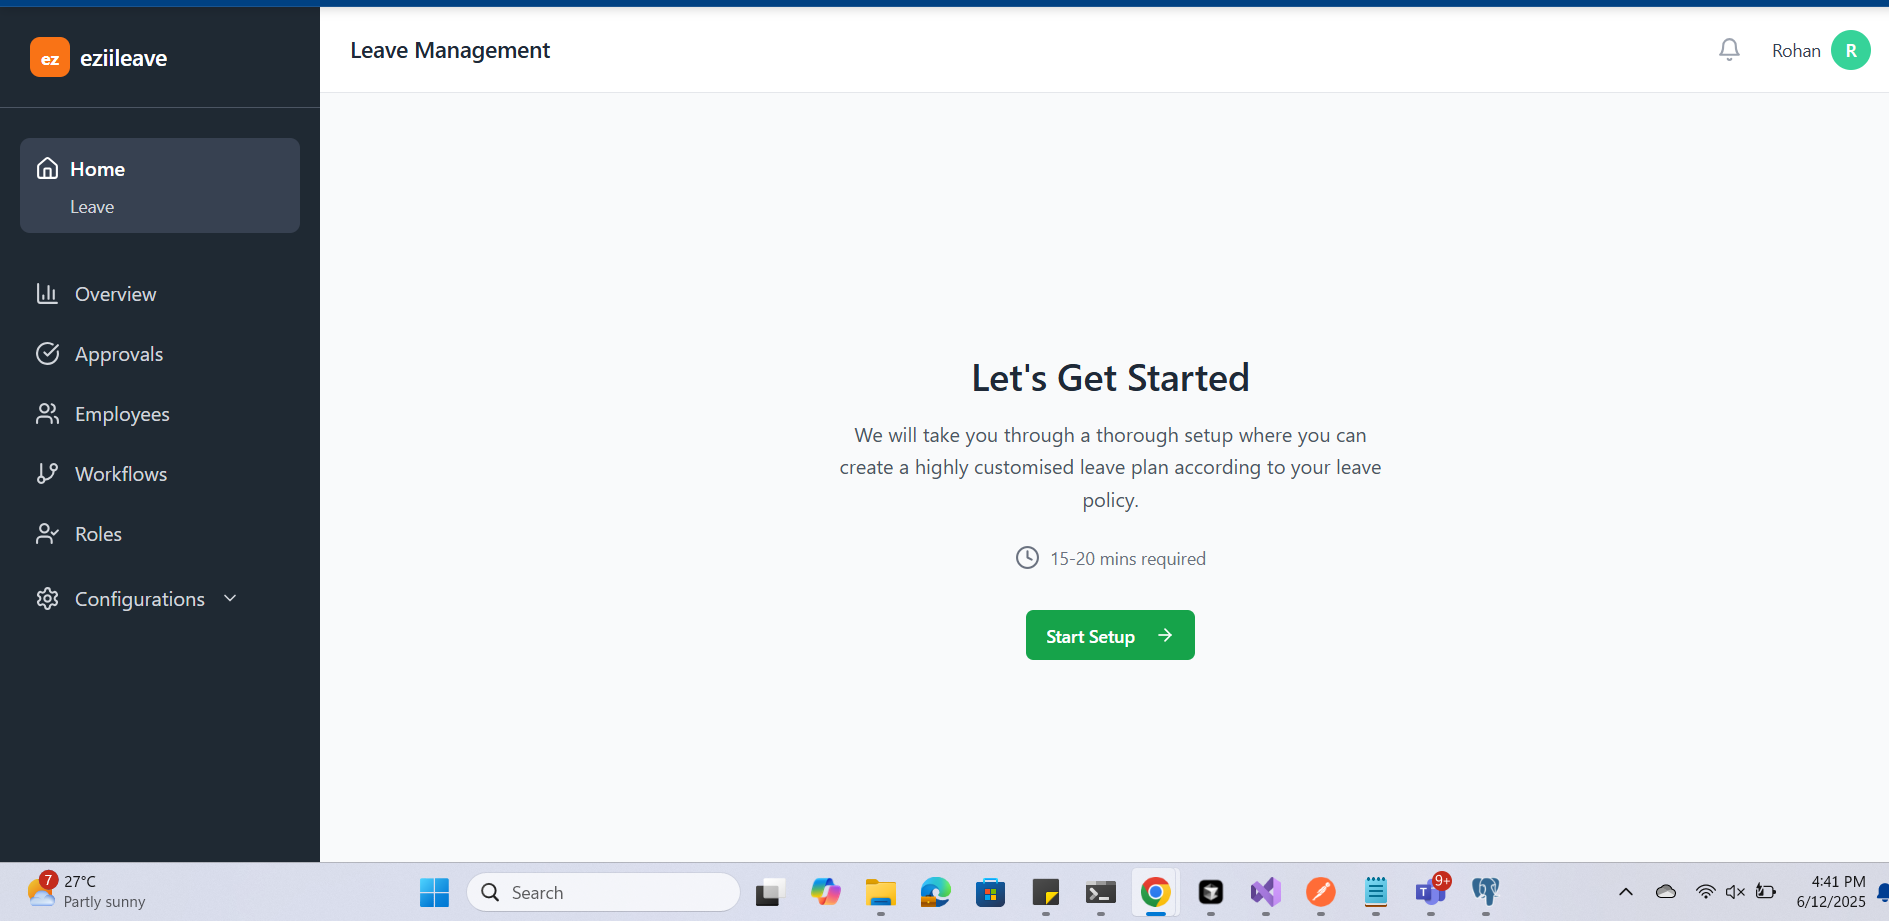 ez eziileave
Leave Management
Rohan R
Home
Leave
Overview
Approvals
Employees
Workflows
Roles
Configurations
Let's Get Started
We will take you through a thorough setup where you can
create a highly customised leave plan according to your leave
policy.
15-20 mins required
Start Setup
7
27°C
Partly sunny
Search
T
9+
4:41 PM
6/12/2025